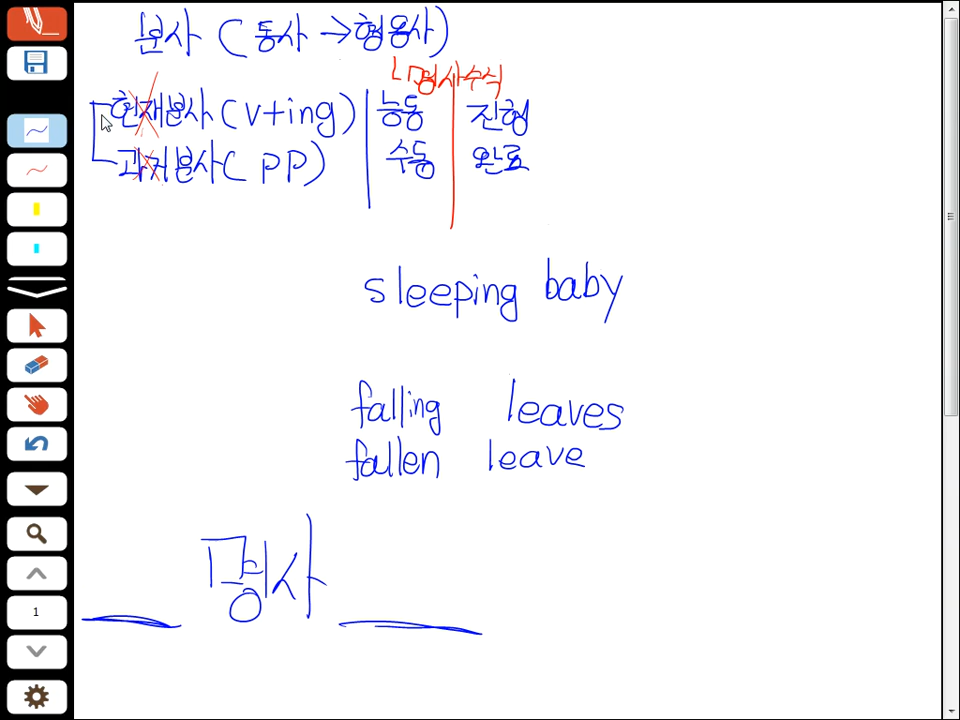 분사 (동사→형용사)
명사수식
현재분사 (v+ing) 능동 진행
과거분사 (pp) 수동 완료
sleeping baby
falling leaves
fallen leave
명사
1